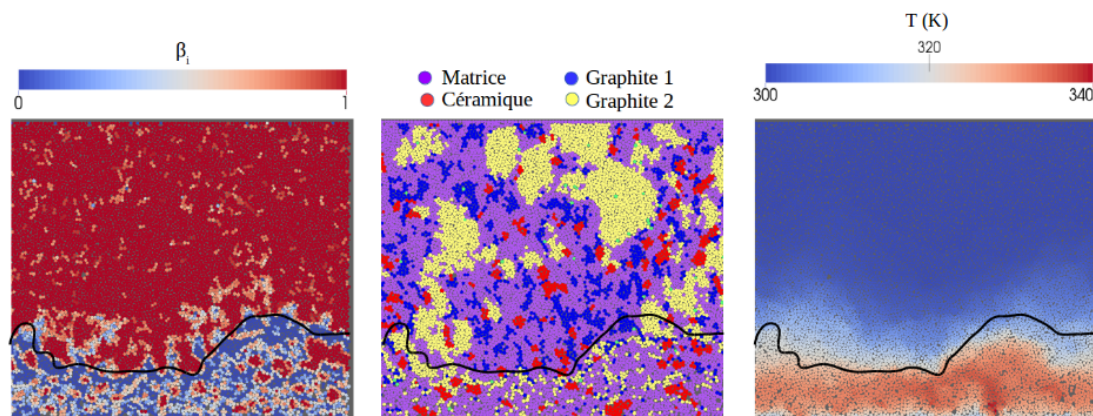 βi
0 1
Matrice Graphite 1
Céramique Graphite 2
T (K)
320
300 340